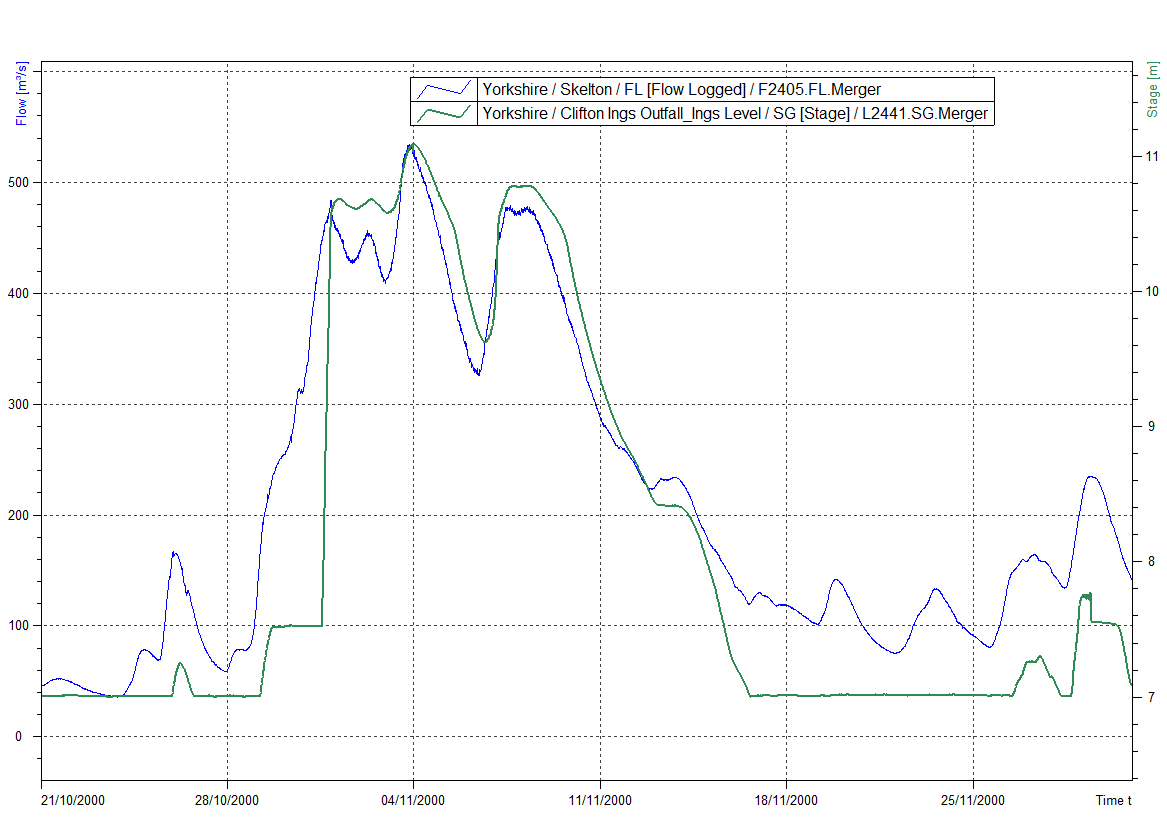 Flow [m³/s]
Stage [m]
Yorkshire / Skelton / FL [Flow Logged] / F2405.FL.Merger
Yorkshire / Clifton Ings Outfall_Ings Level / SG [Stage] / L2441.SG.Merger
500
400
300
200
100
0
11
10
9
8
7
21/10/2000 28/10/2000 04/11/2000 11/11/2000 18/11/2000 25/11/2000 Time t